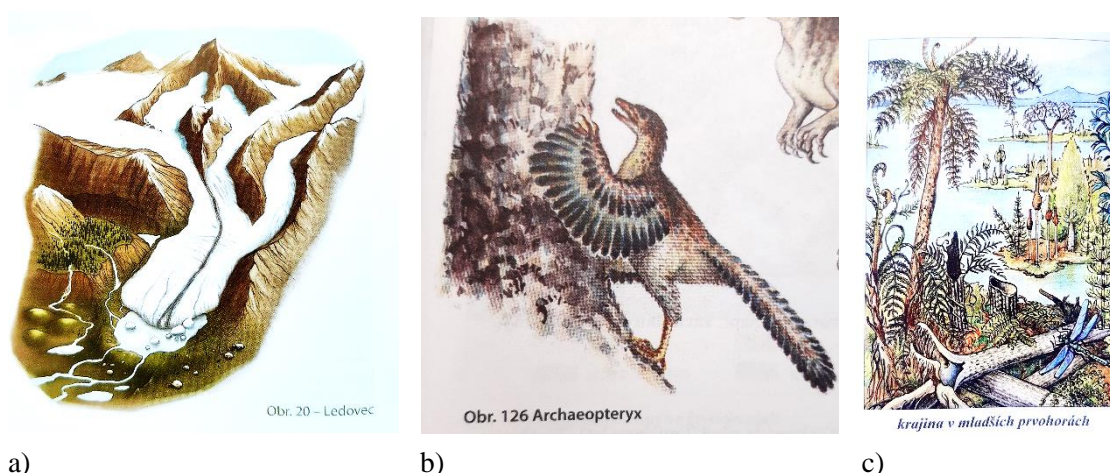 Obr. 20 – Ledovec
Obr. 126 Archaeopteryx
krajina v mladších prvohorách
a)
b)
c)